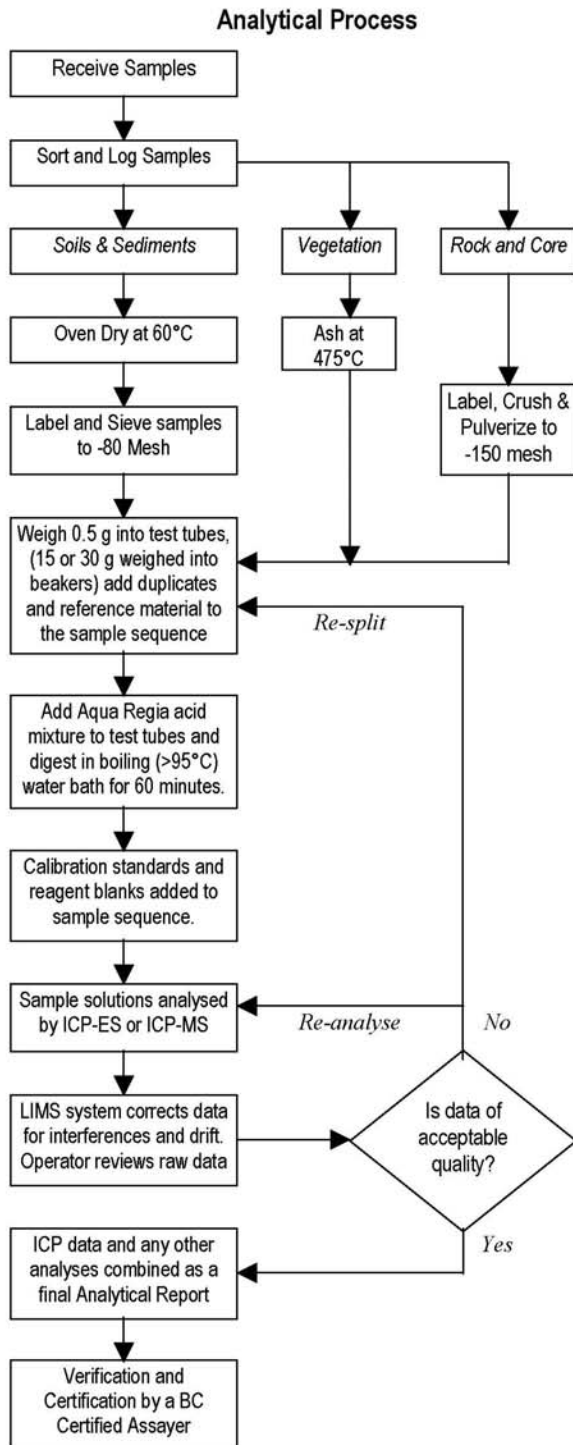 Analytical Process
Receive Samples
Sort and Log Samples
Soils & Sediments
Vegetation
Rock and Core
Oven Dry at 60°C
Ash at
475°C
Label and Sieve samples
to -80 Mesh
Label, Crush &
Pulverize to
-150 mesh
Weigh 0.5 g into test tubes,
(15 or 30 g weighed into
beakers) add duplicates
and reference material to
the sample sequence
Re-split
Add Aqua Regia acid
mixture to test tubes and
digest in boiling (>95°C)
water bath for 60 minutes.
Calibration standards and
reagent blanks added to
sample sequence.
Sample solutions analysed
by ICP-ES or ICP-MS
Re-analyse
No
LIMS system corrects data
for interferences and drift.
Operator reviews raw data
Is data of
acceptable
quality?
Yes
ICP data and any other
analyses combined as a
final Analytical Report
Verification and
Certification by a BC
Certified Assayer